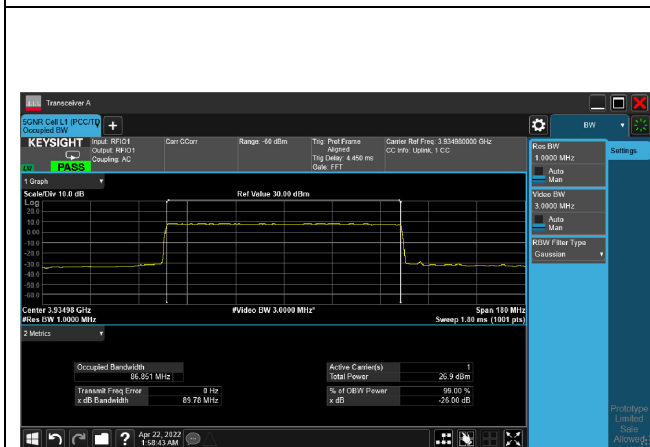 Transceiver A
5GNR Cell L1 (PCC/TD
Occupied BW
KEYSIGHT
PASS
Input: RFIO1
Output: RFIO1
Coupling: AC
Corr CCorr
Range: -60 dBm
Trig: Prot Frame
Aligned
Trig Delay: 4.450 ms
Gate: FFT
Carrier Ref Freq: 3.934980000 GHz
CC Info: Uplink, 1 CC
BW
Res BW
1.0000 MHz
Auto
Man
Video BW
3.0000 MHz
Auto
Man
RBW Filter Type
Gaussian
Settings
1 Graph
Scale/Div 10.0 dB
Ref Value 30.00 dBm
Log
20.0
10.0
0.00
-10.0
-20.0
-30.0
-40.0
-50.0
-60.0
Center 3.93498 GHz
#Video BW 3.0000 MHz*
Span 180 MHz
#Res BW 1.0000 MHz
Sweep 1.80 ms (1001 pts)
2 Metrics
Occupied Bandwidth
86.851 MHz
Active Carrier(s) 1
Total Power 26.9 dBm
Transmit Freq Error 0 Hz
x dB Bandwidth 89.78 MHz
% of OBW Power 99.00 %
x dB -26.00 dB
Apr 22, 2022
1:58:43 AM
Prototype
Limited
Sale
Allowed